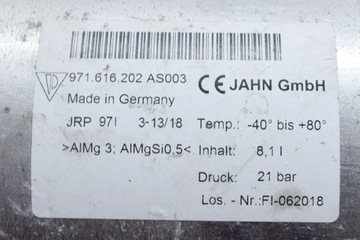 971.616.202 AS003
CE JAHN GmbH
Made in Germany
JRP 97I 3-13/18 Temp.: -40° bis +80°
>AlMg 3; AlMgSi0,5< Inhalt: 8,1 l
Druck: 21 bar
Los. - Nr.:FI-062018